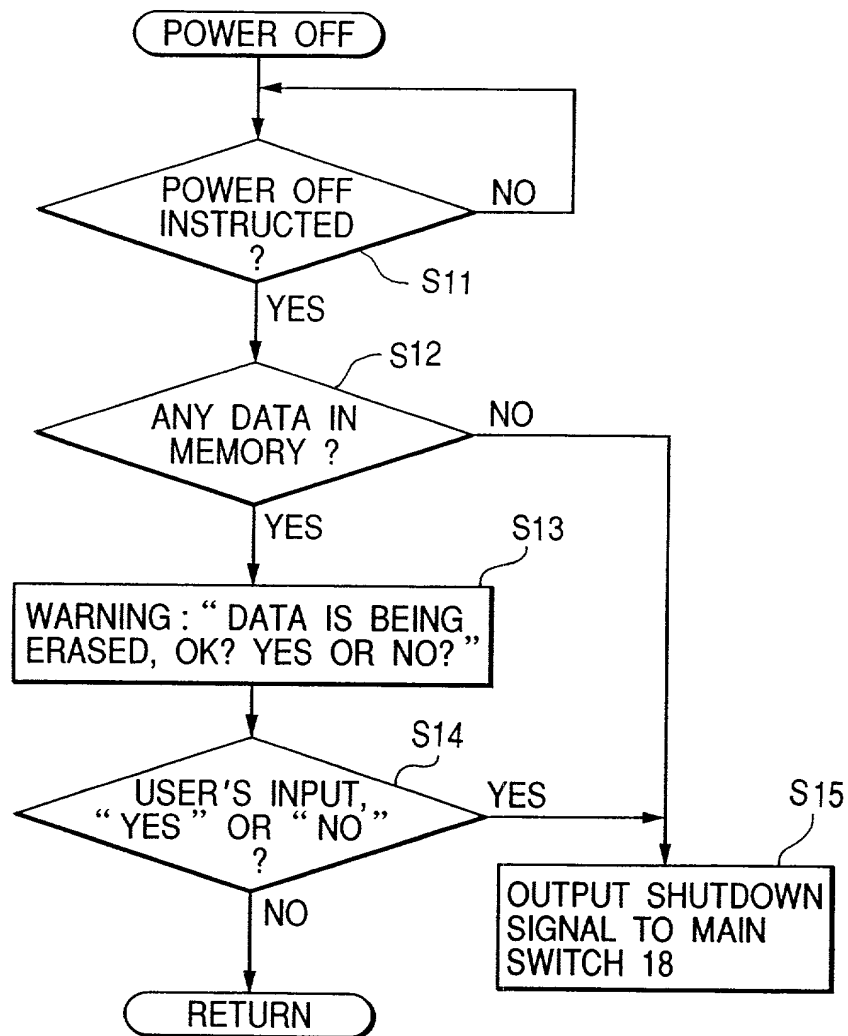 POWER OFF
POWER OFF
INSTRUCTED
?
NO
S11
YES
S12
ANY DATA IN
MEMORY ?
NO
YES
S13
WARNING : “ DATA IS BEING
ERASED, OK? YES OR NO? ”
S14
USER'S INPUT,
“ YES ” OR “ NO ”
?
YES
S15
NO
OUTPUT SHUTDOWN
SIGNAL TO MAIN
SWITCH 18
RETURN